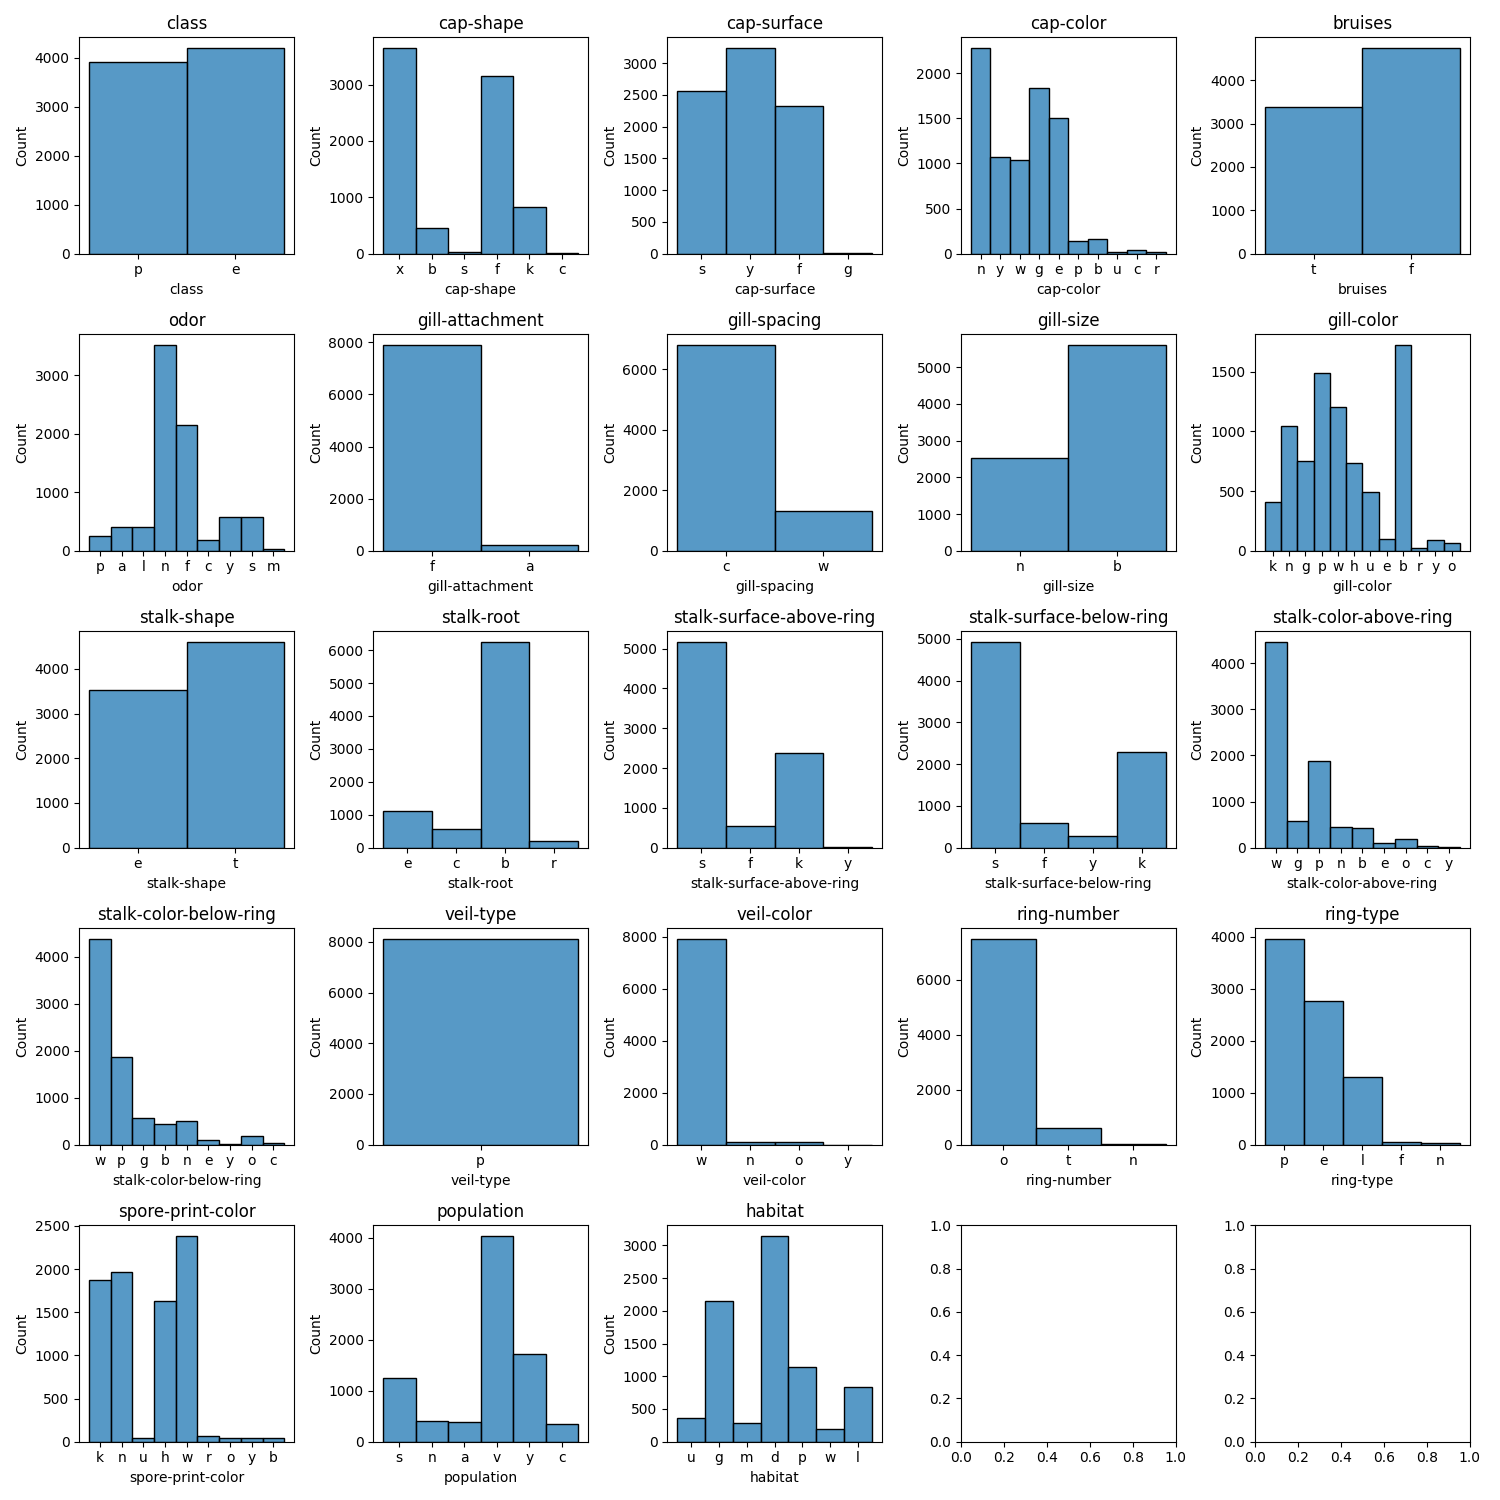 class cap-shape cap-surface cap-color bruises
4000 3000 2000 1000 0 Count p e class
3000 2000 1000 0 Count x b s f k c cap-shape
3000 2500 2000 1500 1000 500 0 Count s y f g cap-surface
2000 1500 1000 500 0 Count n y w g e p b u c r cap-color
4000 3000 2000 1000 0 Count t f bruises
odor gill-attachment gill-spacing gill-size gill-color
3000 2000 1000 0 Count p a l n f c y s m odor
8000 6000 4000 2000 0 Count f a gill-attachment
6000 4000 2000 0 Count c w gill-spacing
5000 4000 3000 2000 1000 0 Count n b gill-size
1500 1000 500 0 Count k n g p w h u e b r y o gill-color
stalk-shape stalk-root stalk-surface-above-ring stalk-surface-below-ring stalk-color-above-ring
4000 3000 2000 1000 0 Count e t stalk-shape
6000 5000 4000 3000 2000 1000 0 Count e c b r stalk-root
5000 4000 3000 2000 1000 0 Count s f k y stalk-surface-above-ring
5000 4000 3000 2000 1000 0 Count s f y k stalk-surface-below-ring
4000 3000 2000 1000 0 Count w g p n b e o c y stalk-color-above-ring
stalk-color-below-ring veil-type veil-color ring-number ring-type
4000 3000 2000 1000 0 Count w p g b n e y o c stalk-color-below-ring
8000 6000 4000 2000 0 Count p veil-type
8000 6000 4000 2000 0 Count w n o y veil-color
6000 4000 2000 0 Count o t n ring-number
4000 3000 2000 1000 0 Count p e l f n ring-type
spore-print-color population habitat
2500 2000 1500 1000 500 0 Count k n u h w r o y b spore-print-color
4000 3000 2000 1000 0 Count s n a v y c population
3000 2500 2000 1500 1000 500 0 Count u g m d p w l habitat
1.0 0.8 0.6 0.4 0.2 0.0 0.0 0.2 0.4 0.6 0.8 1.0
1.0 0.8 0.6 0.4 0.2 0.0 0.0 0.2 0.4 0.6 0.8 1.0